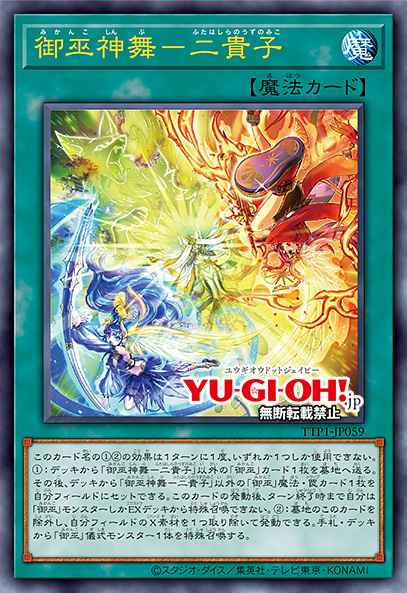 みかんこ しんぶ ふたはしらのうずのみこ
御巫神舞－二貴子
魔
【魔法カード】
ユウギオウドットジェイピー
YU-GI-OH!.jp
無断転載禁止
TTP1-JP059
このカード名の①②の効果は1ターンに1度、いずれか1つしか使用できない。
①：デッキから「御巫神舞－二貴子」以外の「御巫」カード1枚を墓地へ送る。
その後、デッキから「御巫神舞－二貴子」以外の「御巫」魔法・罠カード1枚を
自分フィールドにセットできる。このカードの発動後、ターン終了時まで自分は
「御巫」モンスターしかEXデッキから特殊召喚できない。②：墓地のこのカードを
除外し、自分フィールドのX素材を1つ取り除いて発動できる。手札・デッキ
から「御巫」儀式モンスター1体を特殊召喚する。
©スタジオ・ダイス／集英社・テレビ東京・KONAMI